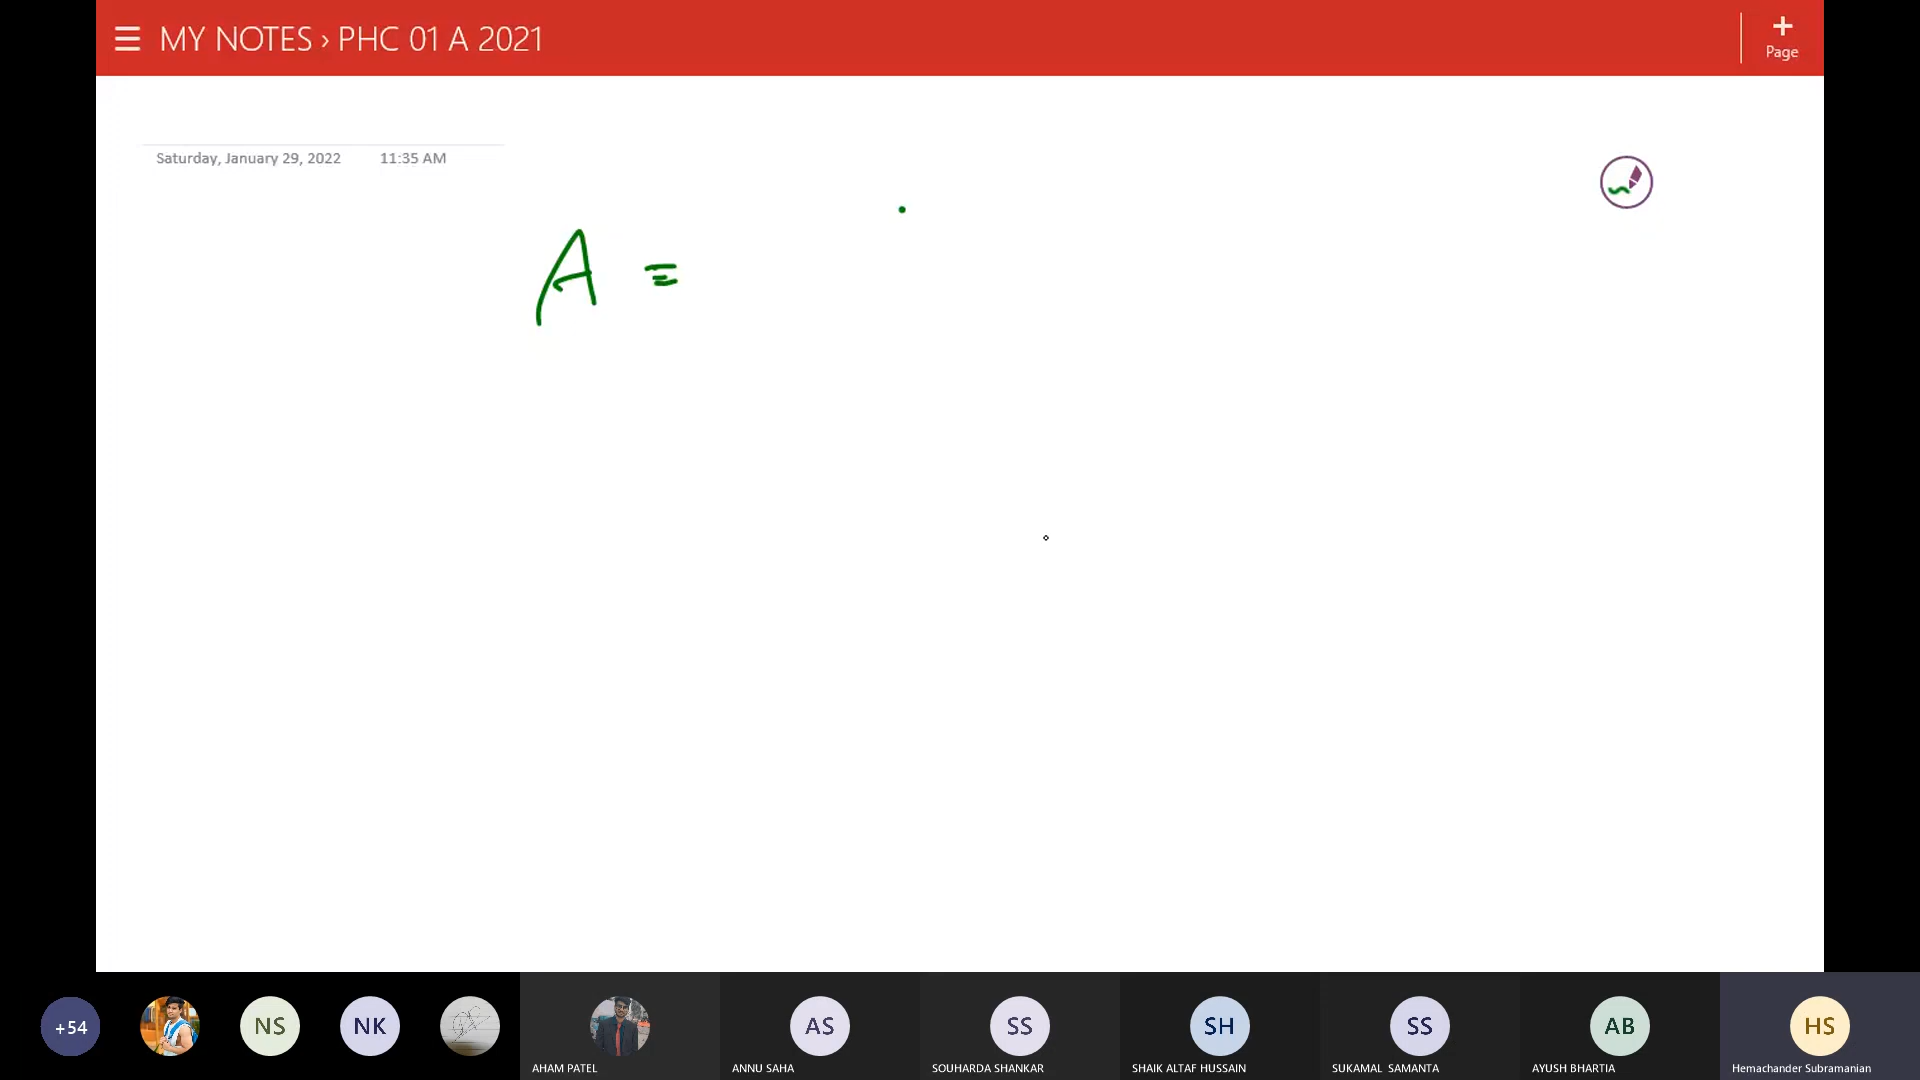 MY NOTES › PHC 01 A 2021
+
Page
Saturday, January 29, 2022 11:35 AM
A =
+54
NS
NK
AS
SS
SH
SS
AB
HS
AHAM PATEL
ANNU SAHA
SOUHARDA SHANKAR
SHAIK ALTAF HUSSAIN
SUKAMAL SAMANTA
AYUSH BHARTIA
Hemachander Subramanian